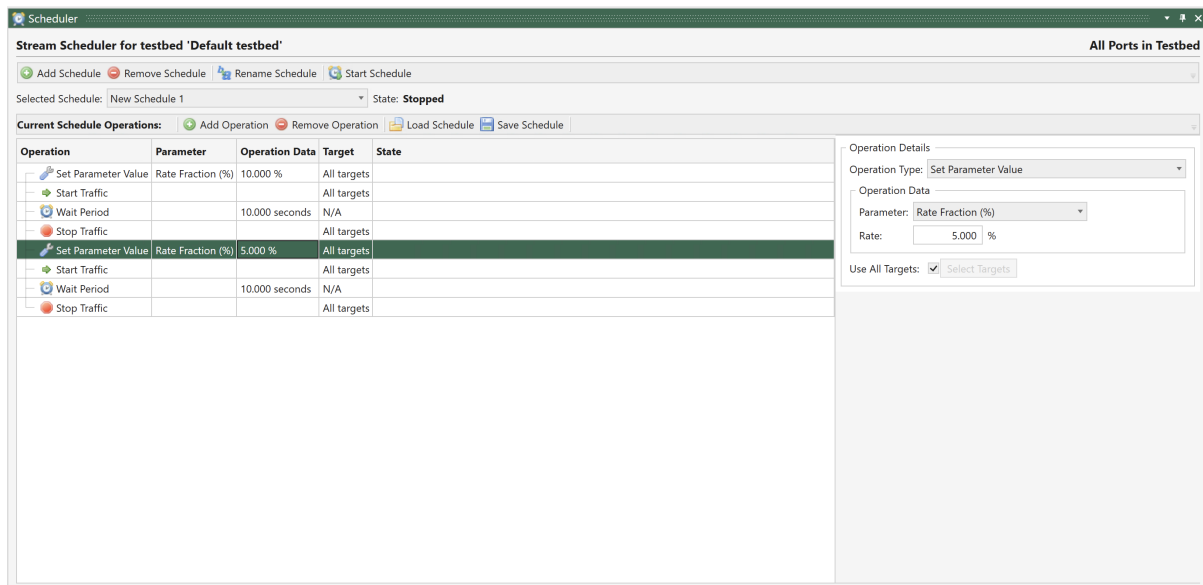 Scheduler
Stream Scheduler for testbed 'Default testbed' All Ports in Testbed
Add Schedule Remove Schedule Rename Schedule Start Schedule
Selected Schedule: New Schedule 1 State: Stopped
Current Schedule Operations: Add Operation Remove Operation Load Schedule Save Schedule
Operation Parameter Operation Data Target State
Set Parameter Value Rate Fraction (%) 10.000 % All targets
Start Traffic All targets
Wait Period 10.000 seconds N/A
Stop Traffic All targets
Set Parameter Value Rate Fraction (%) 5.000 % All targets
Start Traffic All targets
Wait Period 10.000 seconds N/A
Stop Traffic All targets
Operation Details
Operation Type: Set Parameter Value
Operation Data
Parameter: Rate Fraction (%)
Rate: 5.000 %
Use All Targets: Select Targets